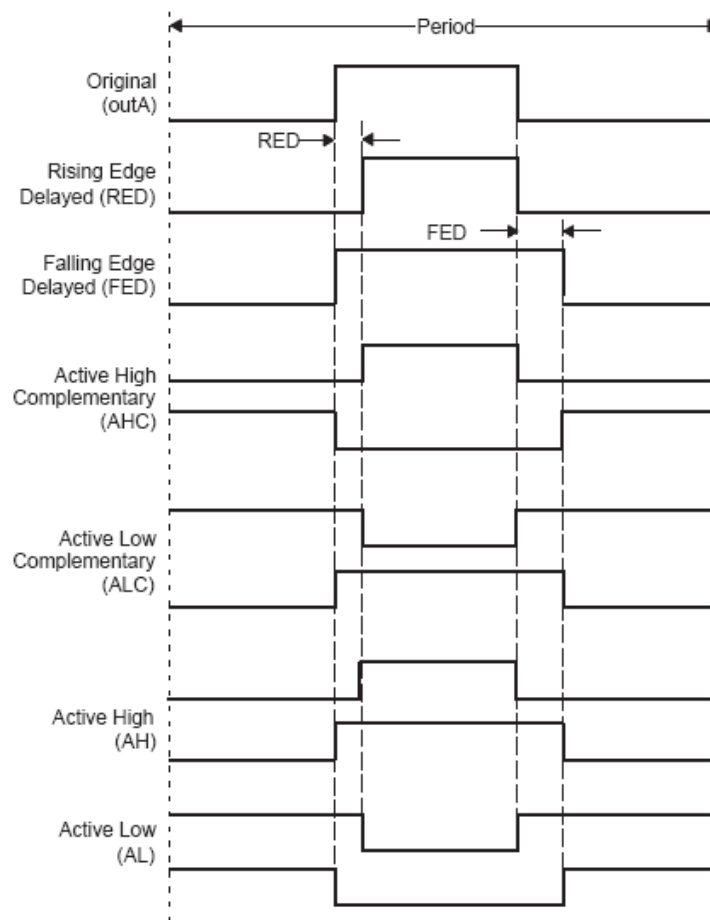 Period
Original
(outA)
RED
Rising Edge
Delayed (RED)
FED
Falling Edge
Delayed (FED)
Active High
Complementary
(AHC)
Active Low
Complementary
(ALC)
Active High
(AH)
Active Low
(AL)